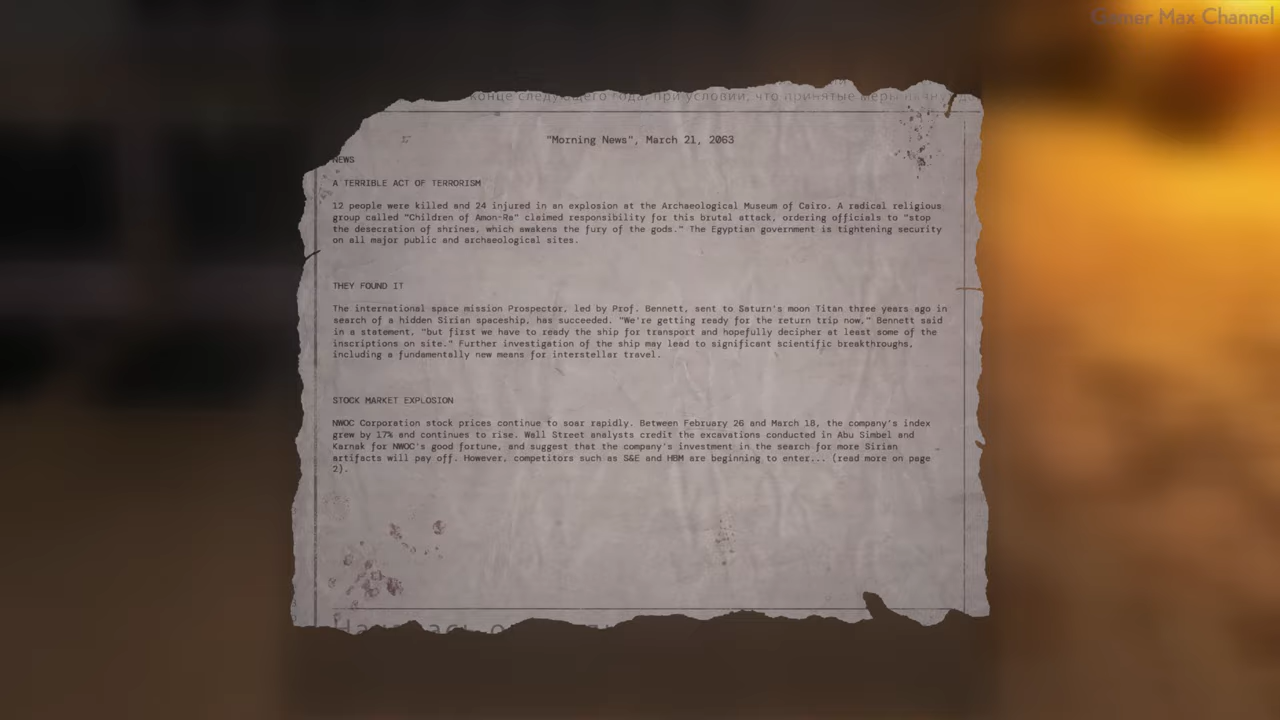 Gamer Max Channel
конце следующего года, при условии, что принятые меры
"Morning News", March 21, 2063
NEWS
A TERRIBLE ACT OF TERRORISM
12 people were killed and 24 injured in an explosion at the Archaeological Museum of Cairo. A radical religious
group called "Children of Amon-Ra" claimed responsibility for this brutal attack, ordering officials to "stop
the desecration of shrines, which awakens the fury of the gods." The Egyptian government is tightening security
on all major public and archaeological sites.
THEY FOUND IT
The international space mission Prospector, led by Prof. Bennett, sent to Saturn's moon Titan three years ago in
search of a hidden Sirian spaceship, has succeeded. "We're getting ready for the return trip now," Bennett said
in a statement, "but first we have to ready the ship for transport and hopefully decipher at least some of the
inscriptions on site." Further investigation of the ship may lead to significant scientific breakthroughs,
including a fundamentally new means for interstellar travel.
STOCK MARKET EXPLOSION
NWOC Corporation stock prices continue to soar rapidly. Between February 26 and March 18, the company's index
grew by 17% and continues to rise. Wall Street analysts credit the excavations conducted in Abu Simbel and
Karnak for NWOC's good fortune, and suggest that the company's investment in the search for more Sirian
artifacts will pay off. However, competitors such as S&E and HBM are beginning to enter... (read more on page
2).